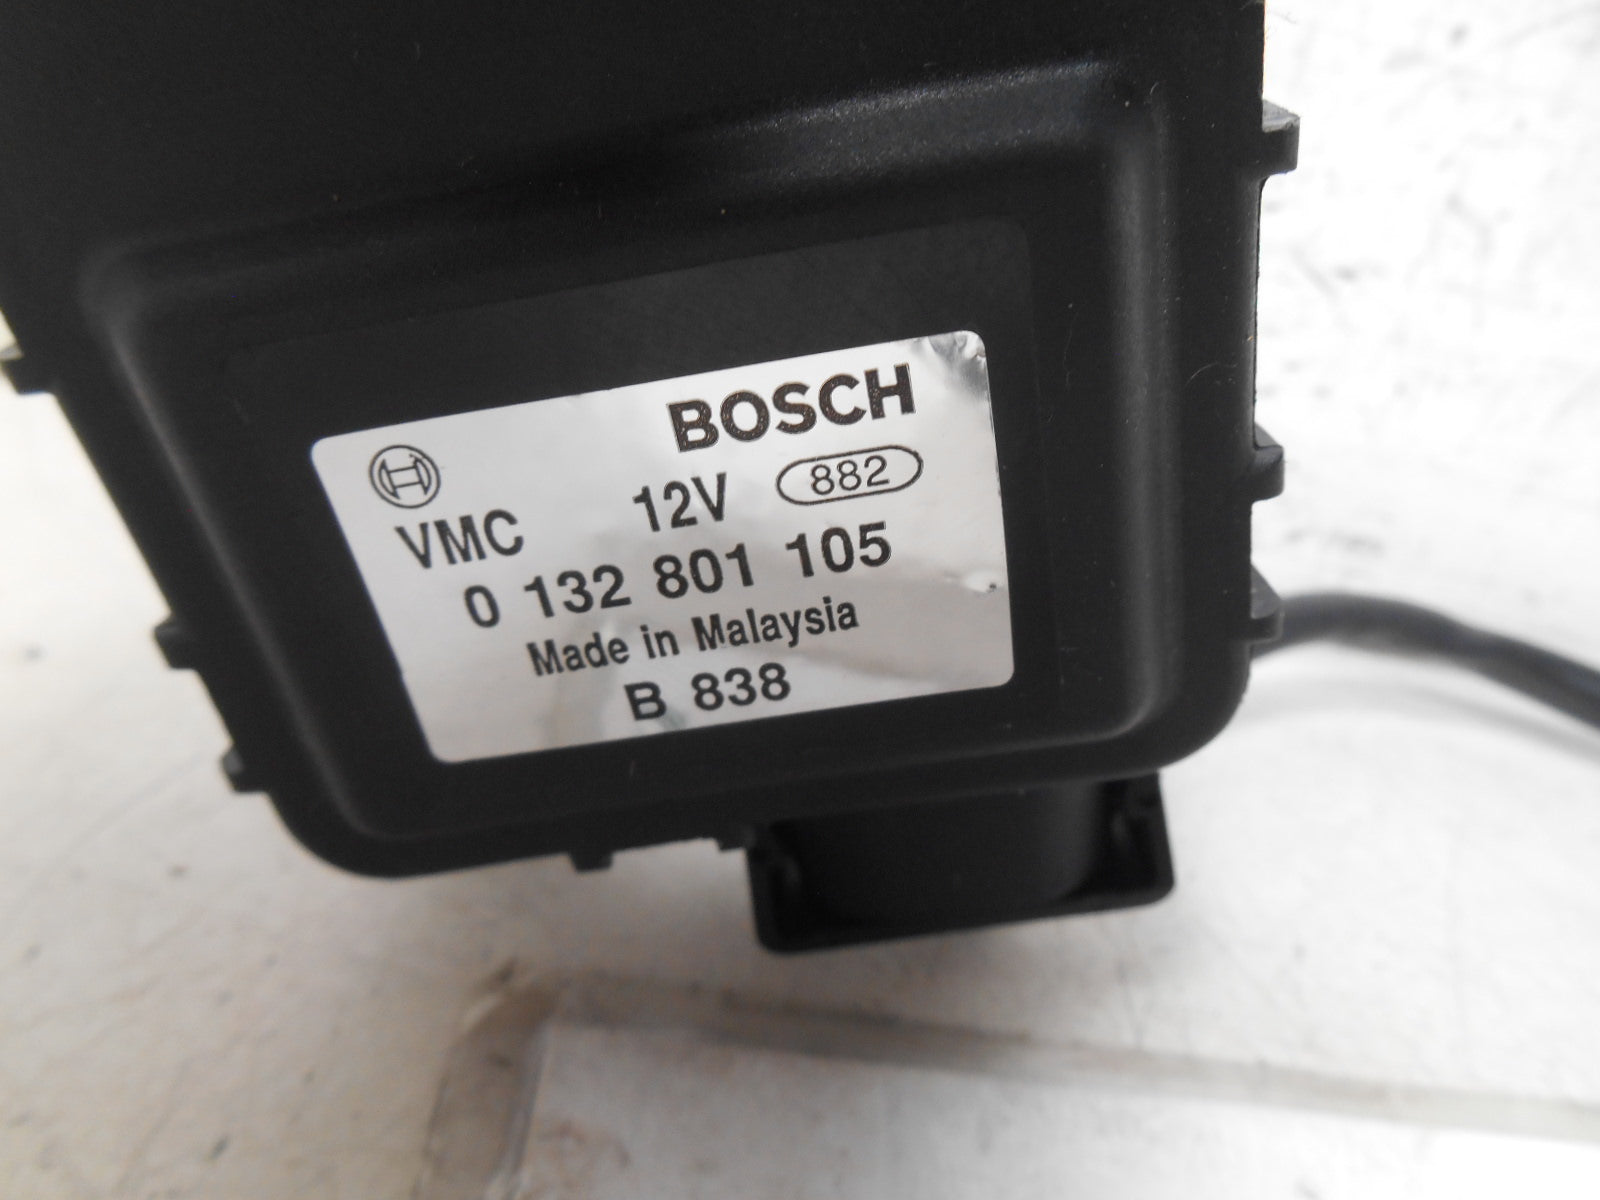 BOSCH
VMC 12V 882
0 132 801 105
Made in Malaysia
B 838